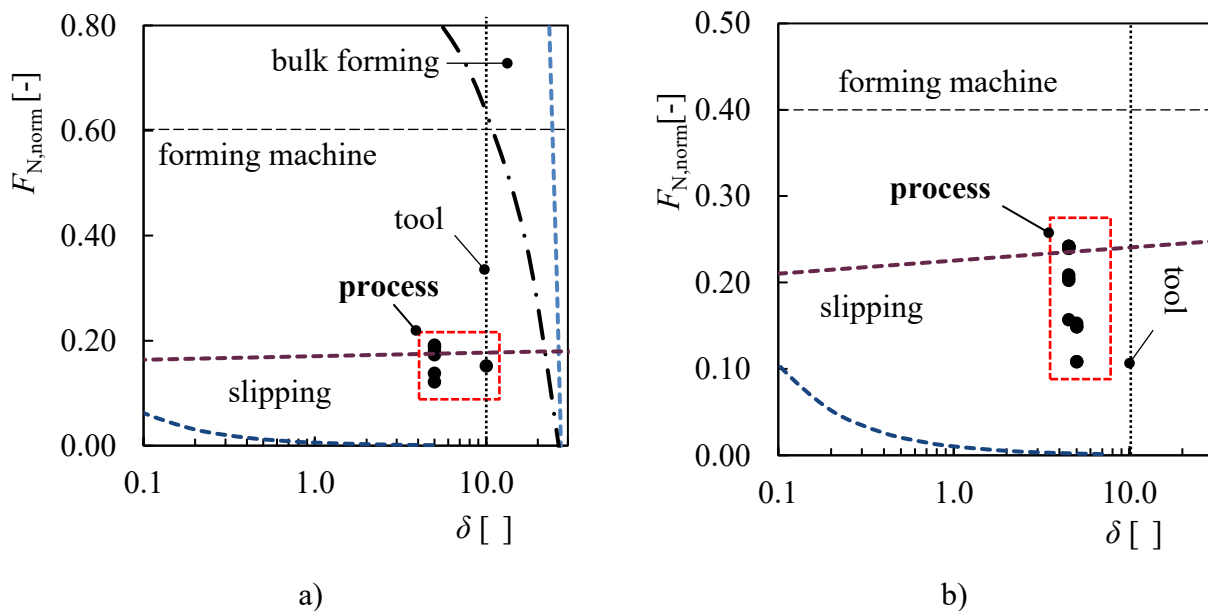 0.80
0.60
0.40
0.20
0.00
F_N,norm [-]
bulk forming
forming machine
tool
process
slipping
0.1
1.0
10.0
δ [ ]
a)
0.50
0.40
0.30
0.20
0.10
0.00
F_N,norm[-]
forming machine
process
slipping
tool
0.1
1.0
10.0
δ [ ]
b)